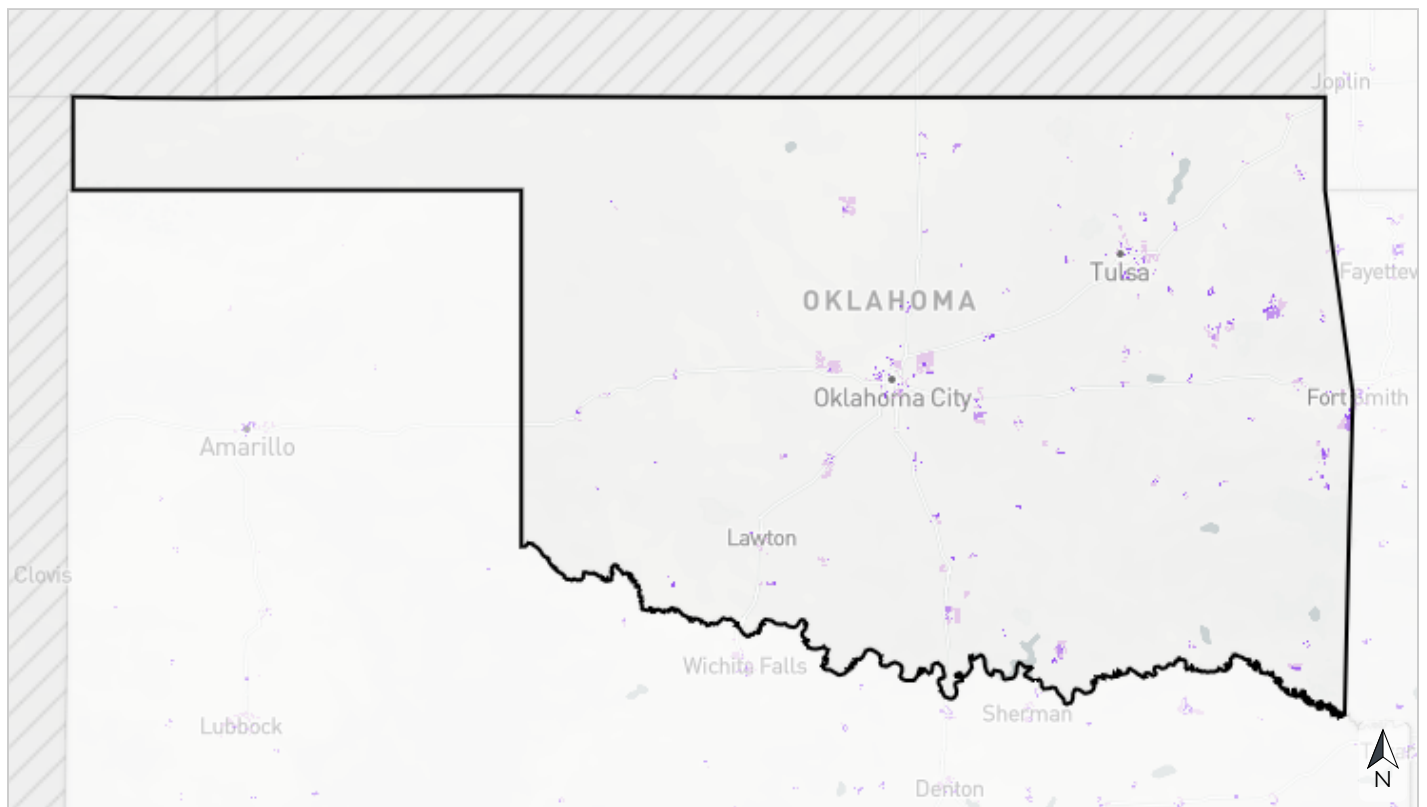 Joplin
Tulsa
Fayettev
OKLAHOMA
Oklahoma City
Fort Smith
Amarillo
Lawton
Clovis
Wichita Falls
Sherman
Lubbock
Denton
N